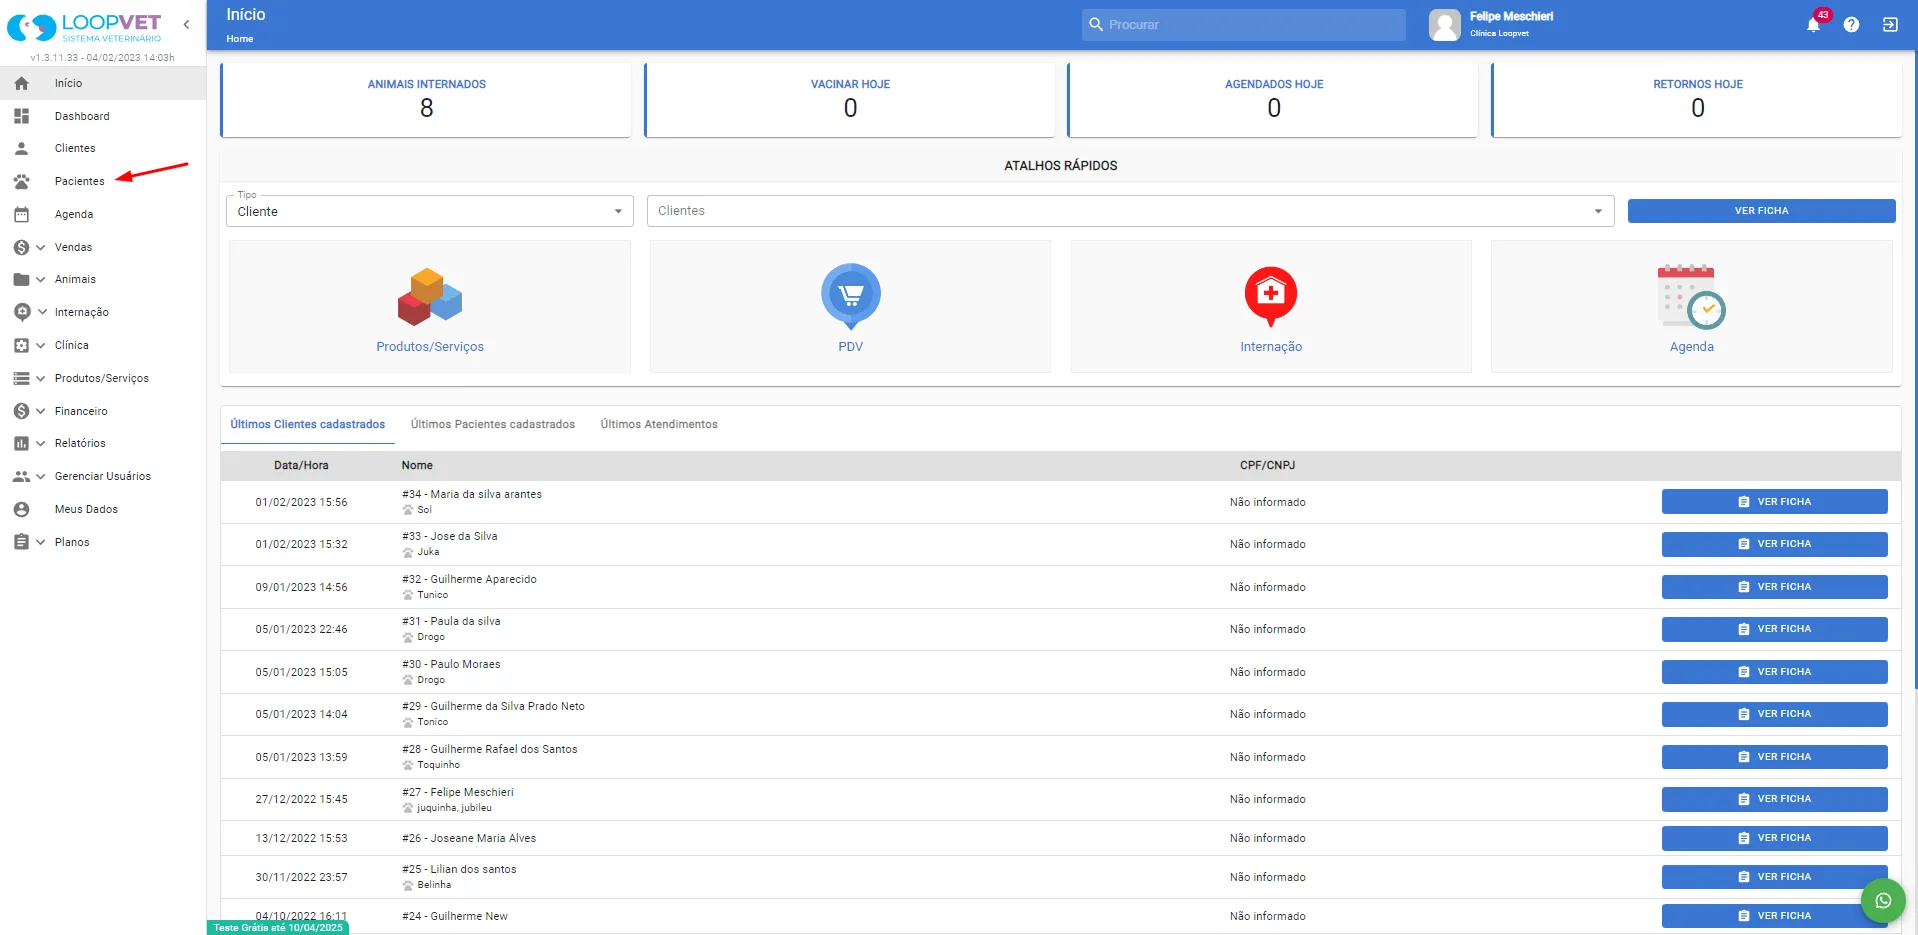 LOOPVET
SISTEMA VETERINÁRIO
v1.3.11.33 - 04/02/2023 14:03h
Início
Dashboard
Clientes
Pacientes
Agenda
Vendas
Animais
Internação
Clínica
Produtos/Serviços
Financeiro
Relatórios
Gerenciar Usuários
Meus Dados
Planos
Início
Home
Procurar
Felipe Meschieri
Clínica Loopvet
43
ANIMAIS INTERNADOS
8
VACINAR HOJE
0
AGENDADOS HOJE
0
RETORNOS HOJE
0
ATALHOS RÁPIDOS
Tipo
Cliente
Clientes
VER FICHA
Produtos/Serviços
PDV
Internação
Agenda
Últimos Clientes cadastrados Últimos Pacientes cadastrados Últimos Atendimentos
Data/Hora Nome CPF/CNPJ
01/02/2023 15:56 #34 - Maria da silva arantes Não informado VER FICHA
Sol
01/02/2023 15:32 #33 - Jose da Silva Não informado VER FICHA
Juka
09/01/2023 14:56 #32 - Guilherme Aparecido Não informado VER FICHA
Tunico
05/01/2023 22:46 #31 - Paula da silva Não informado VER FICHA
Drogo
05/01/2023 15:05 #30 - Paulo Moraes Não informado VER FICHA
Drogo
05/01/2023 14:04 #29 - Guilherme da Silva Prado Neto Não informado VER FICHA
Tonico
05/01/2023 13:59 #28 - Guilherme Rafael dos Santos Não informado VER FICHA
Toquinho
27/12/2022 15:45 #27 - Felipe Meschieri Não informado VER FICHA
juquinha, jubileu
13/12/2022 15:53 #26 - Joseane Maria Alves Não informado VER FICHA
30/11/2022 23:57 #25 - Lilian dos santos Não informado VER FICHA
Belinha
04/10/2022 16:11 #24 - Guilherme New Não informado VER FICHA
Teste Grátis até 10/04/2025